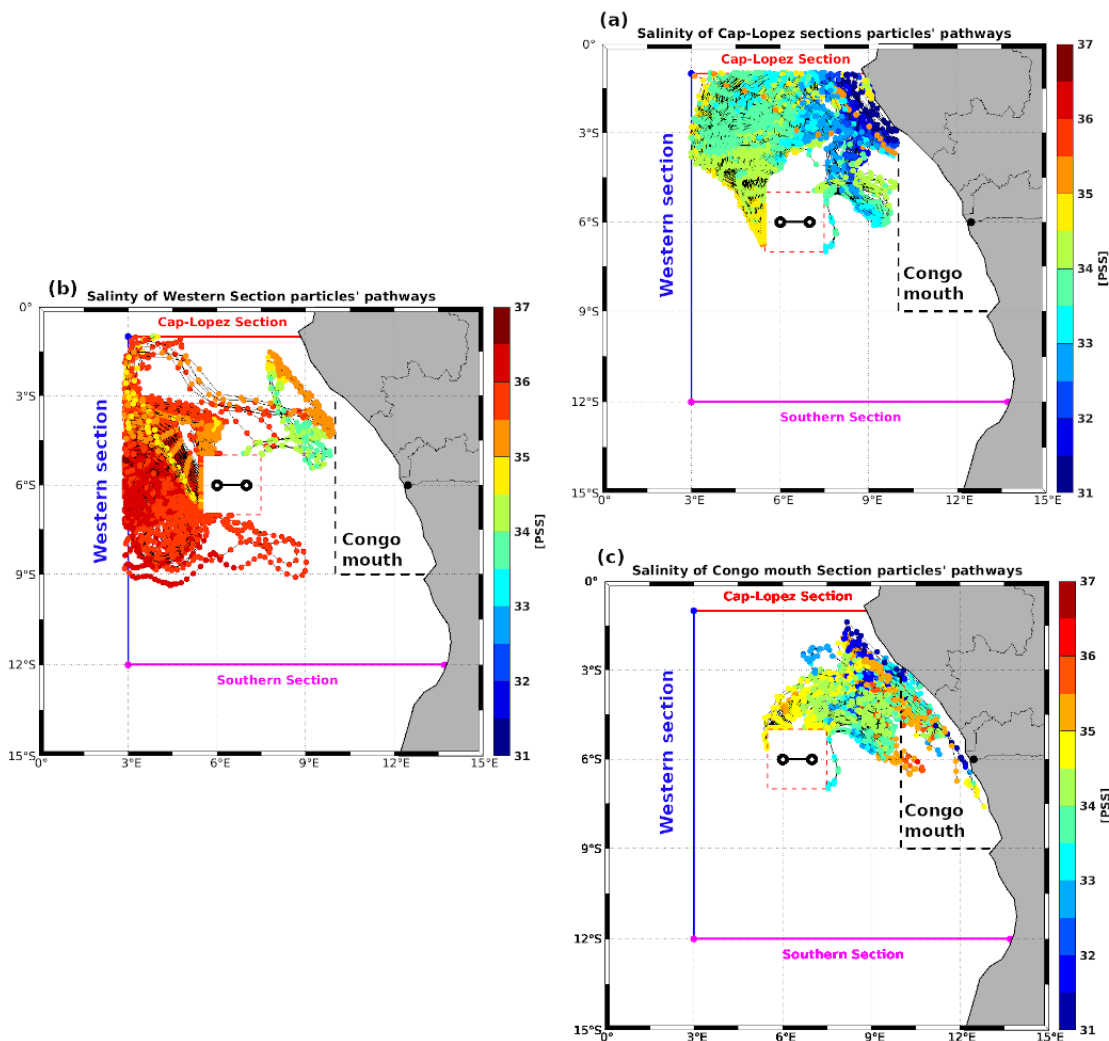 (a)
Salinity of Cap-Lopez sections particles' pathways
0°
Cap-Lopez Section
3°S
Western section
6°S
Congo
mouth
9°S
12°S
Southern Section
15°S
0°
3°E
6°E
9°E
12°E
15°E
37
36
35
34
33
32
31
[PSS]
(b)
Salinty of Western Section particles' pathways
0°
Cap-Lopez Section
3°S
Western section
6°S
Congo
mouth
9°S
12°S
Southern Section
15°S
0°
3°E
6°E
9°E
12°E
15°E
37
36
35
34
33
32
31
[PSS]
(c)
Salinity of Congo mouth Section particles' pathways
0°
Cap-Lopez Section
3°S
Western section
6°S
Congo
mouth
9°S
12°S
Southern Section
15°S
0°
3°E
6°E
9°E
12°E
15°E
37
36
35
34
33
32
31
[PSS]